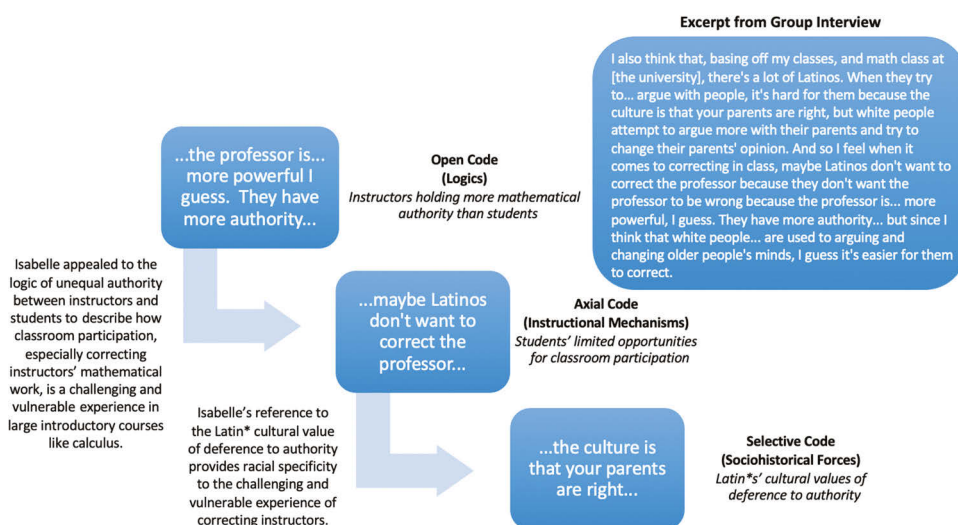 Excerpt from Group Interview
I also think that, basing off my classes, and math class at
[the university], there's a lot of Latinos. When they try
to... argue with people, it's hard for them because the
culture is that your parents are right, but white people
attempt to argue more with their parents and try to
change their parents' opinion. And so I feel when it
comes to correcting in class, maybe Latinos don't want to
correct the professor because they don't want the
professor to be wrong because the professor is... more
powerful, I guess. They have more authority... but since I
think that white people... are used to arguing and
changing older people's minds, I guess it's easier for them
to correct.
...the professor is...
more powerful I
guess. They have
more authority...
Open Code
(Logics)
Instructors holding more mathematical
authority than students
Isabelle appealed to the
logic of unequal authority
between instructors and
students to describe how
classroom participation,
especially correcting
instructors' mathematical
work, is a challenging and
vulnerable experience in
large introductory courses
like calculus.
...maybe Latinos
don't want to
correct the
professor...
Axial Code
(Instructional Mechanisms)
Students' limited opportunities
for classroom participation
Isabelle's reference to
the Latin* cultural value
of deference to authority
provides racial specificity
to the challenging and
vulnerable experience of
correcting instructors.
...the culture is
that your parents
are right...
Selective Code
(Sociohistorical Forces)
Latin*s' cultural values of
deference to authority